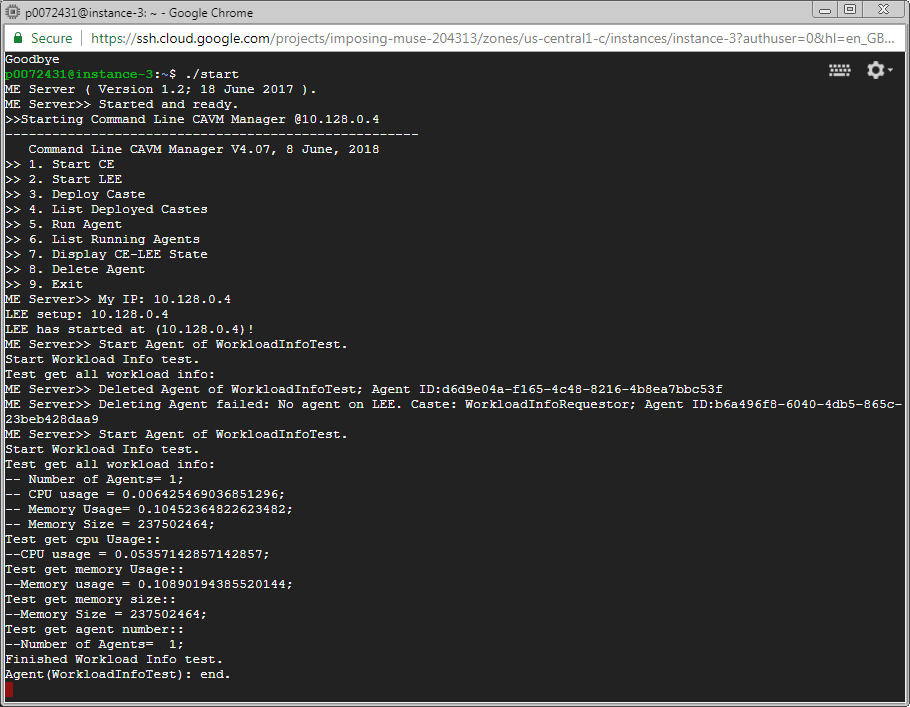 p0072431@instance-3: ~ - Google Chrome
Secure https://ssh.cloud.google.com/projects/imposing-muse-204313/zones/us-central1-c/instances/instance-3?authuser=0&hl=en_GB...
Goodbye
p0072431@instance-3:~$ ./start
ME Server ( Version 1.2; 18 June 2017 ).
ME Server>> Started and ready.
>>Starting Command Line CAVM Manager @10.128.0.4
-----------------------------------------------------
Command Line CAVM Manager V4.07, 8 June, 2018
>> 1. Start CE
>> 2. Start LEE
>> 3. Deploy Caste
>> 4. List Deployed Castes
>> 5. Run Agent
>> 6. List Running Agents
>> 7. Display CE-LEE State
>> 8. Delete Agent
>> 9. Exit
ME Server>> My IP: 10.128.0.4
LEE setup: 10.128.0.4
LEE has started at (10.128.0.4)!
ME Server>> Start Agent of WorkloadInfoTest.
Start Workload Info test.
Test get all workload info:
ME Server>> Deleted Agent of WorkloadInfoTest; Agent ID:d6d9e04a-f165-4c48-8216-4b8ea7bbc53f
ME Server>> Deleting Agent failed: No agent on LEE. Caste: WorkloadInfoRequestor; Agent ID:b6a496f8-6040-4db5-865c-
23beb428daa9
ME Server>> Start Agent of WorkloadInfoTest.
Start Workload Info test.
Test get all workload info:
-- Number of Agents= 1;
-- CPU usage = 0.006425469036851296;
-- Memory Usage= 0.10452364822623482;
-- Memory Size = 237502464;
Test get cpu Usage::
--CPU usage = 0.05357142857142857;
Test get memory Usage::
--Memory usage = 0.10890194385520144;
Test get memory size::
--Memory Size = 237502464;
Test get agent number::
--Number of Agents=  1;
Finished Workload Info test.
Agent(WorkloadInfoTest): end.